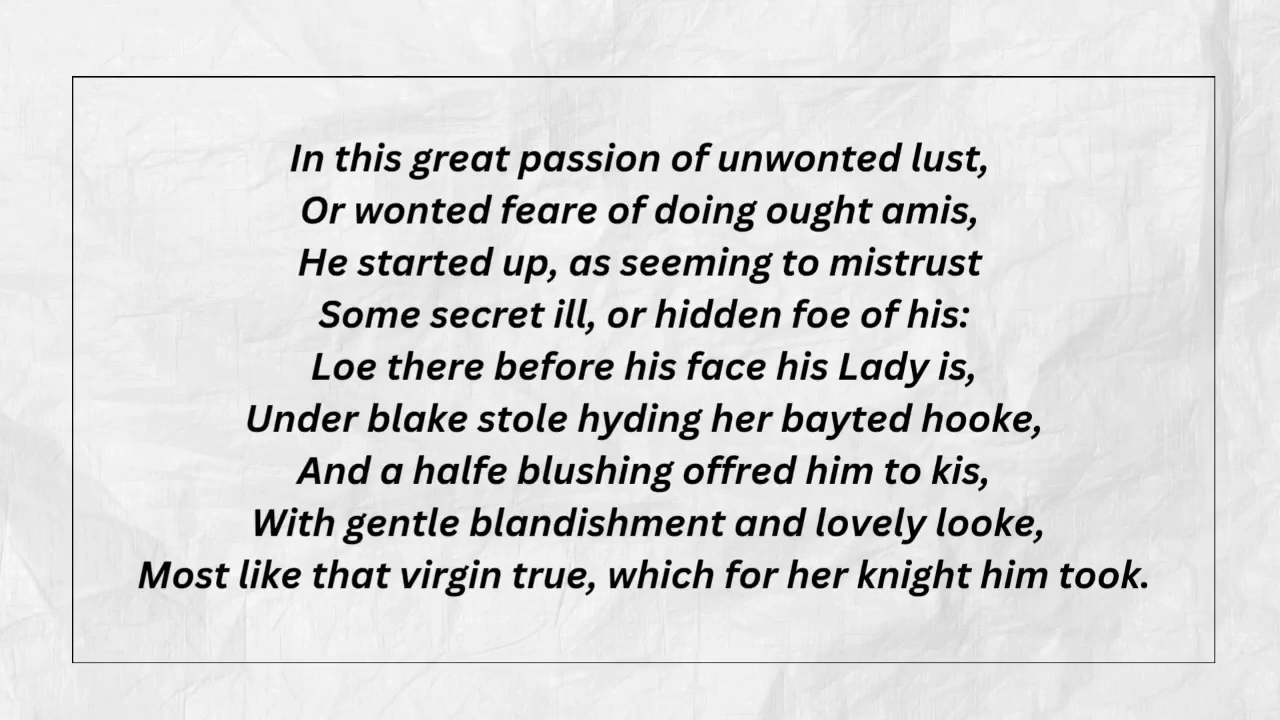 In this great passion of unwonted lust,
Or wonted feare of doing ought amis,
He started up, as seeming to mistrust
Some secret ill, or hidden foe of his:
Loe there before his face his Lady is,
Under blake stole hyding her bayted hooke,
And a halfe blushing offred him to kis,
With gentle blandishment and lovely looke,
Most like that virgin true, which for her knight him took.